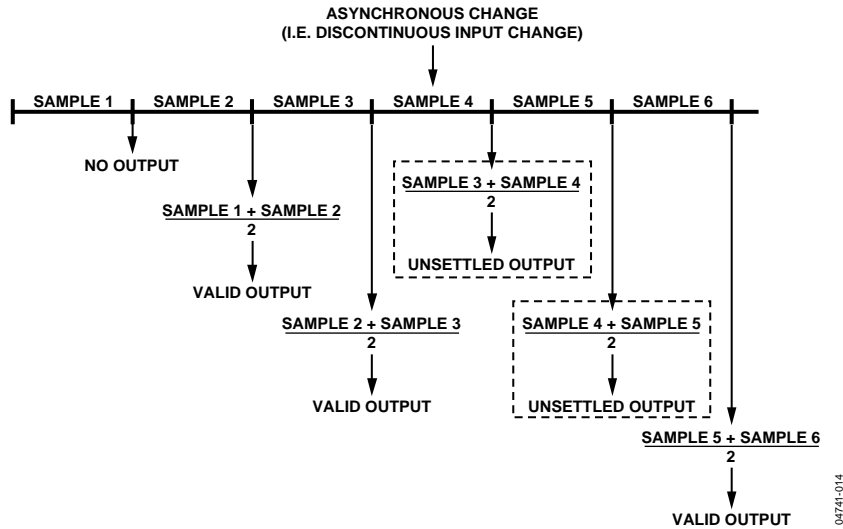 ASYNCHRONOUS CHANGE
(I.E. DISCONTINUOUS INPUT CHANGE)
SAMPLE 1
SAMPLE 2
SAMPLE 3
SAMPLE 4
SAMPLE 5
SAMPLE 6
NO OUTPUT
SAMPLE 1 + SAMPLE 2
2
VALID OUTPUT
SAMPLE 2 + SAMPLE 3
2
VALID OUTPUT
SAMPLE 3 + SAMPLE 4
2
UNSETTLED OUTPUT
SAMPLE 4 + SAMPLE 5
2
UNSETTLED OUTPUT
SAMPLE 5 + SAMPLE 6
2
VALID OUTPUT
04741-014